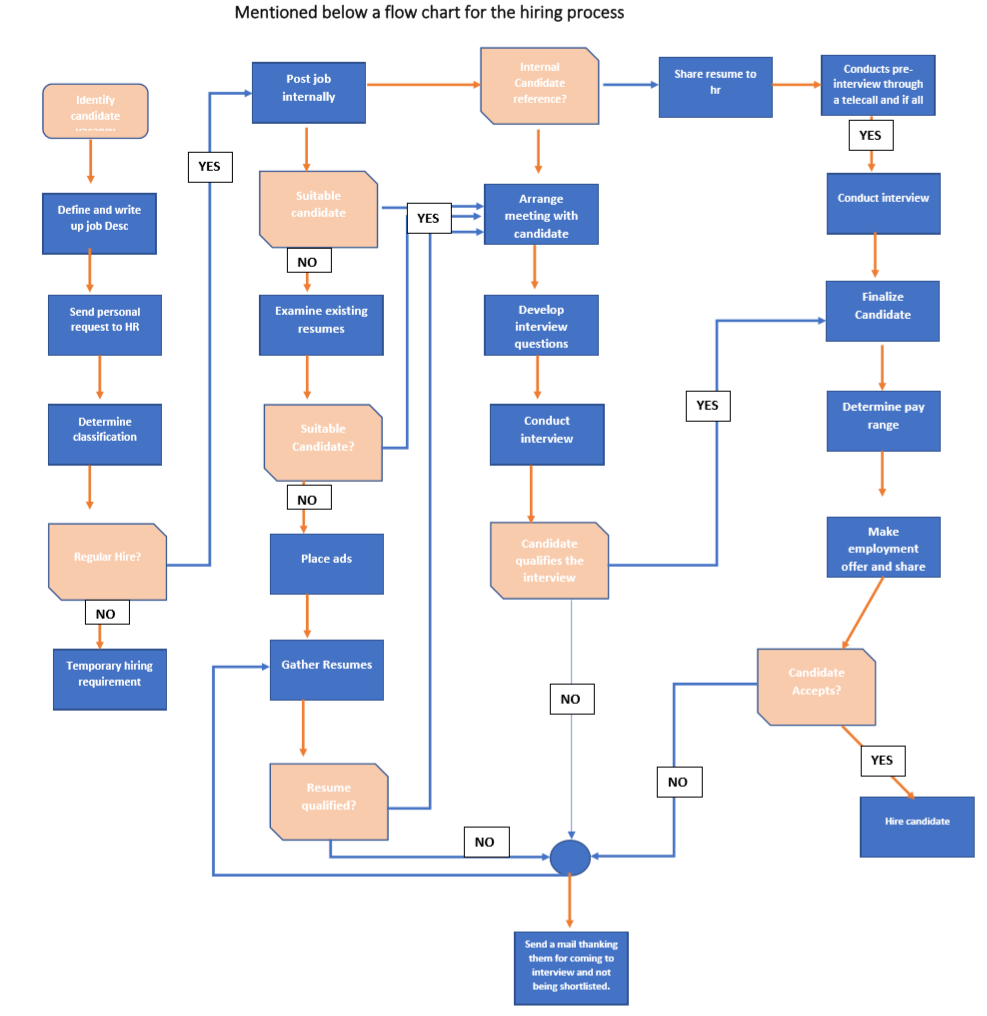 Mentioned below a flow chart for the hiring process
Identify
candidate
Define and write
up job Desc
Send personal
request to HR
Determine
classification
Regular Hire?
NO
Temporary hiring
requirement
YES
Post job
internally
Suitable
candidate
NO
Examine existing
resumes
Suitable
Candidate?
NO
Place ads
Gather Resumes
Resume
qualified?
NO
YES
Internal
Candidate
reference?
Arrange
meeting with
candidate
Develop
interview
questions
Conduct
interview
Candidate
qualifies the
interview
NO
Send a mail thanking
them for coming to
interview and not
being shortlisted.
YES
Share resume to
hr
Conducts pre-
interview through
a telecall and if all
YES
Conduct interview
Finalize
Candidate
Determine pay
range
Make
employment
offer and share
Candidate
Accepts?
NO
YES
Hire candidate